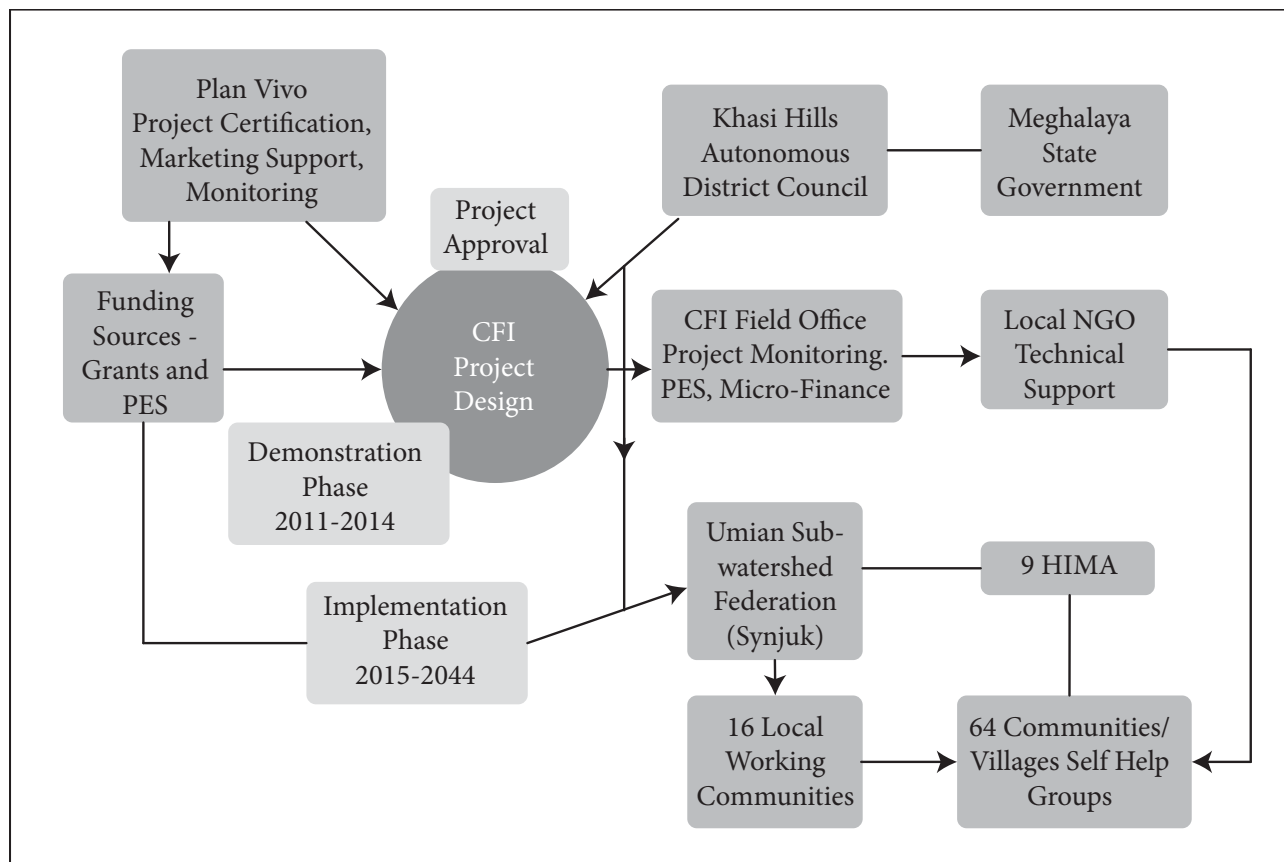 Plan Vivo
Project Certification,
Marketing Support,
Monitoring
Khasi Hills
Autonomous
District Council
Meghalaya
State
Government
Project
Approval
Funding
Sources -
Grants and
PES
CFI
Project
Design
CFI Field Office
Project Monitoring.
PES, Micro-Finance
Local NGO
Technical
Support
Demonstration
Phase
2011-2014
Umian Sub-
watershed
Federation
(Synjuk)
9 HIMA
Implementation
Phase
2015-2044
16 Local
Working
Communities
64 Communities/
Villages Self Help
Groups